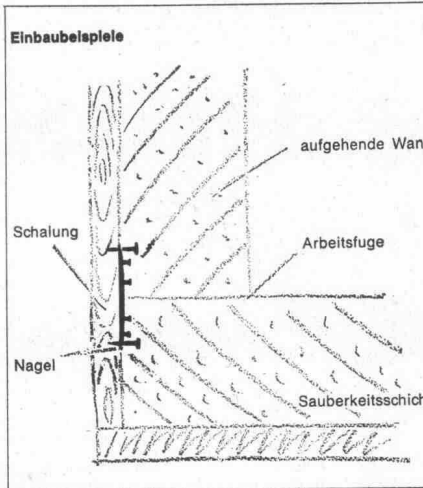 Einbaubeispiele
aufgehende Wan
Schalung
Arbeitsfuge
Nagel
Sauberkeitsschich